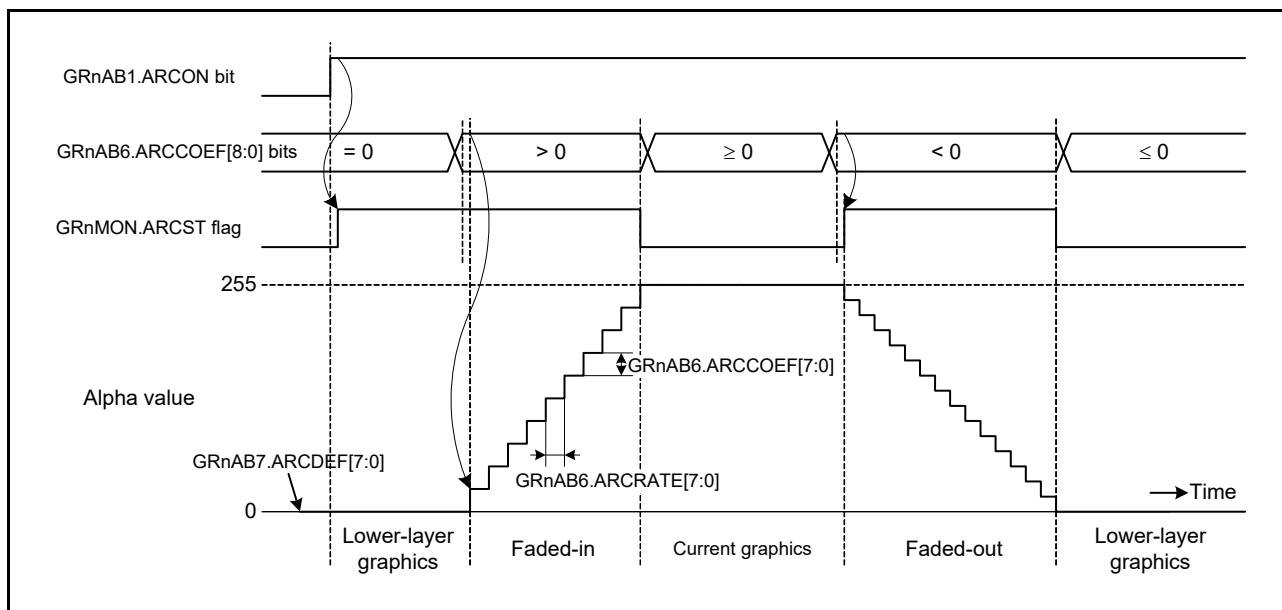 GRnAB1.ARCON bit
GRnAB6.ARCCOEF[8:0] bits
= 0
> 0
≥ 0
< 0
≤ 0
GRnMON.ARCST flag
255
GRnAB6.ARCCOEF[7:0]
Alpha value
GRnAB7.ARCDEF[7:0]
GRnAB6.ARCRATE[7:0]
Time
0
Lower-layer
graphics
Faded-in
Current graphics
Faded-out
Lower-layer
graphics